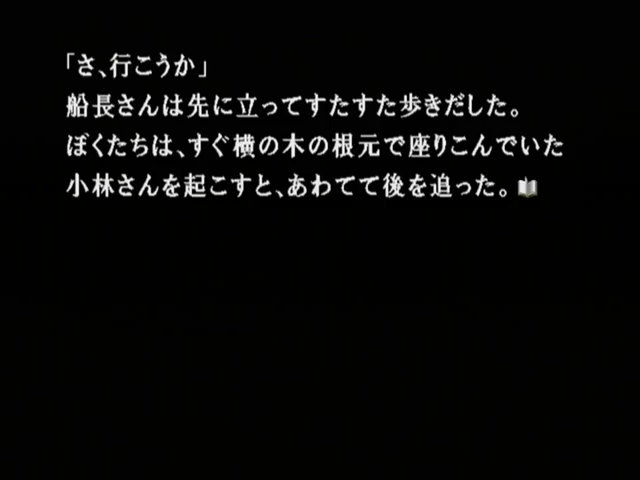 「さ、行こうか」
船長さんは先に立ってすたすた歩きだした。
ぼくたちは、すぐ横の木の根元で座りこんでいた
小林さんを起こすと、あわてて後を追った。